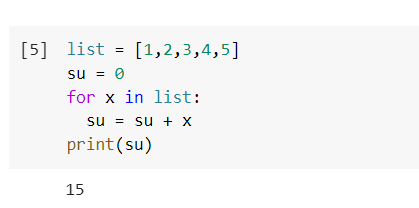 [5] list = [1,2,3,4,5]
su = 0
for x in list:
  su = su + x
print(su)
15